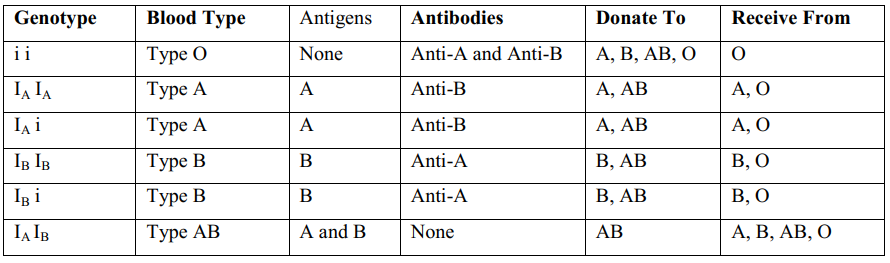 Genotype Blood Type Antigens Antibodies Donate To Receive From
i i Type O None Anti-A and Anti-B A, B, AB, O O
I_A I_A Type A A Anti-B A, AB A, O
I_A i Type A A Anti-B A, AB A, O
I_B I_B Type B B Anti-A B, AB B, O
I_B i Type B B Anti-A B, AB B, O
I_A I_B Type AB A and B None AB A, B, AB, O